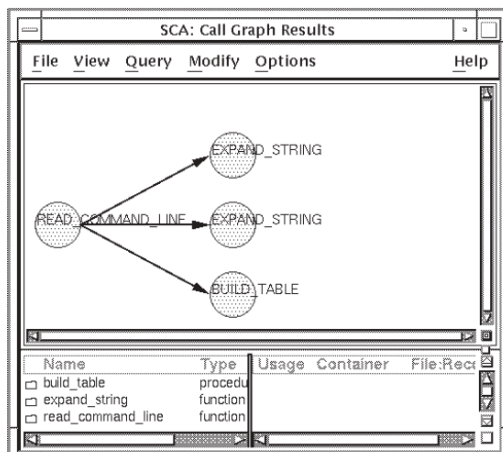 SCA: Call Graph Results
File View Query Modify Options Help
EXPAND_STRING
READ_COMMAND_LINE EXPAND_STRING
BUILD_TABLE
Name Type Usage Container File:Reco
build_table procedu
expand_string function
read_command_line function